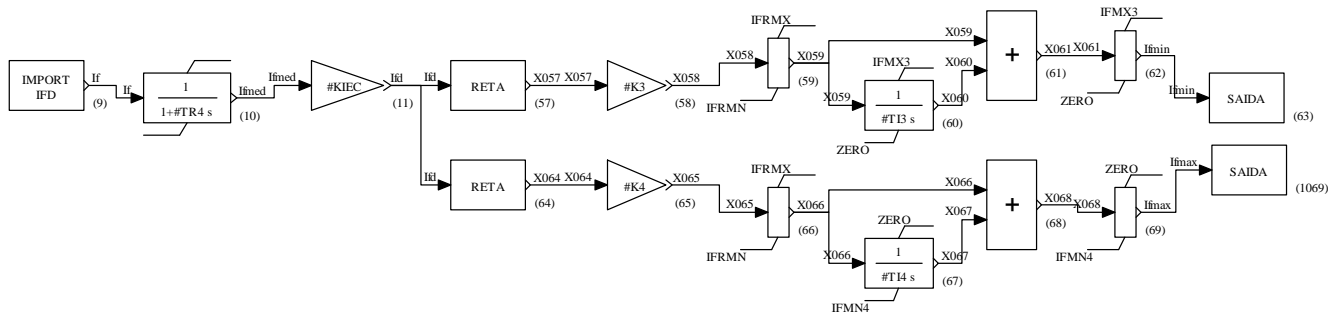 IFRMX
IFMX3
IMPORT
IFD
If
(9)
If
1
1+#TR4 s
Ifmed
(10)
Ifmed
#KIEC
Ifd
(11)
Ifd
RETA
X057
(57)
X057
#K3
X058
(58)
X058
IFRMN
X059
(59)
X059
IFMX3
X059
1
#TI3 s
X060
(60)
ZERO
X060
+
X061
(61)
X061
ZERO
Ifmin
(62)
Ifmin
SAIDA
(63)
Ifd
RETA
X064
(64)
X064
#K4
X065
(65)
IFRMX
X065
IFRMN
X066
(66)
X066
ZERO
X066
1
#TI4 s
X067
(67)
IFMN4
X067
+
X068
(68)
X068
ZERO
IFMN4
Ifmax
(69)
Ifmax
SAIDA
(1069)